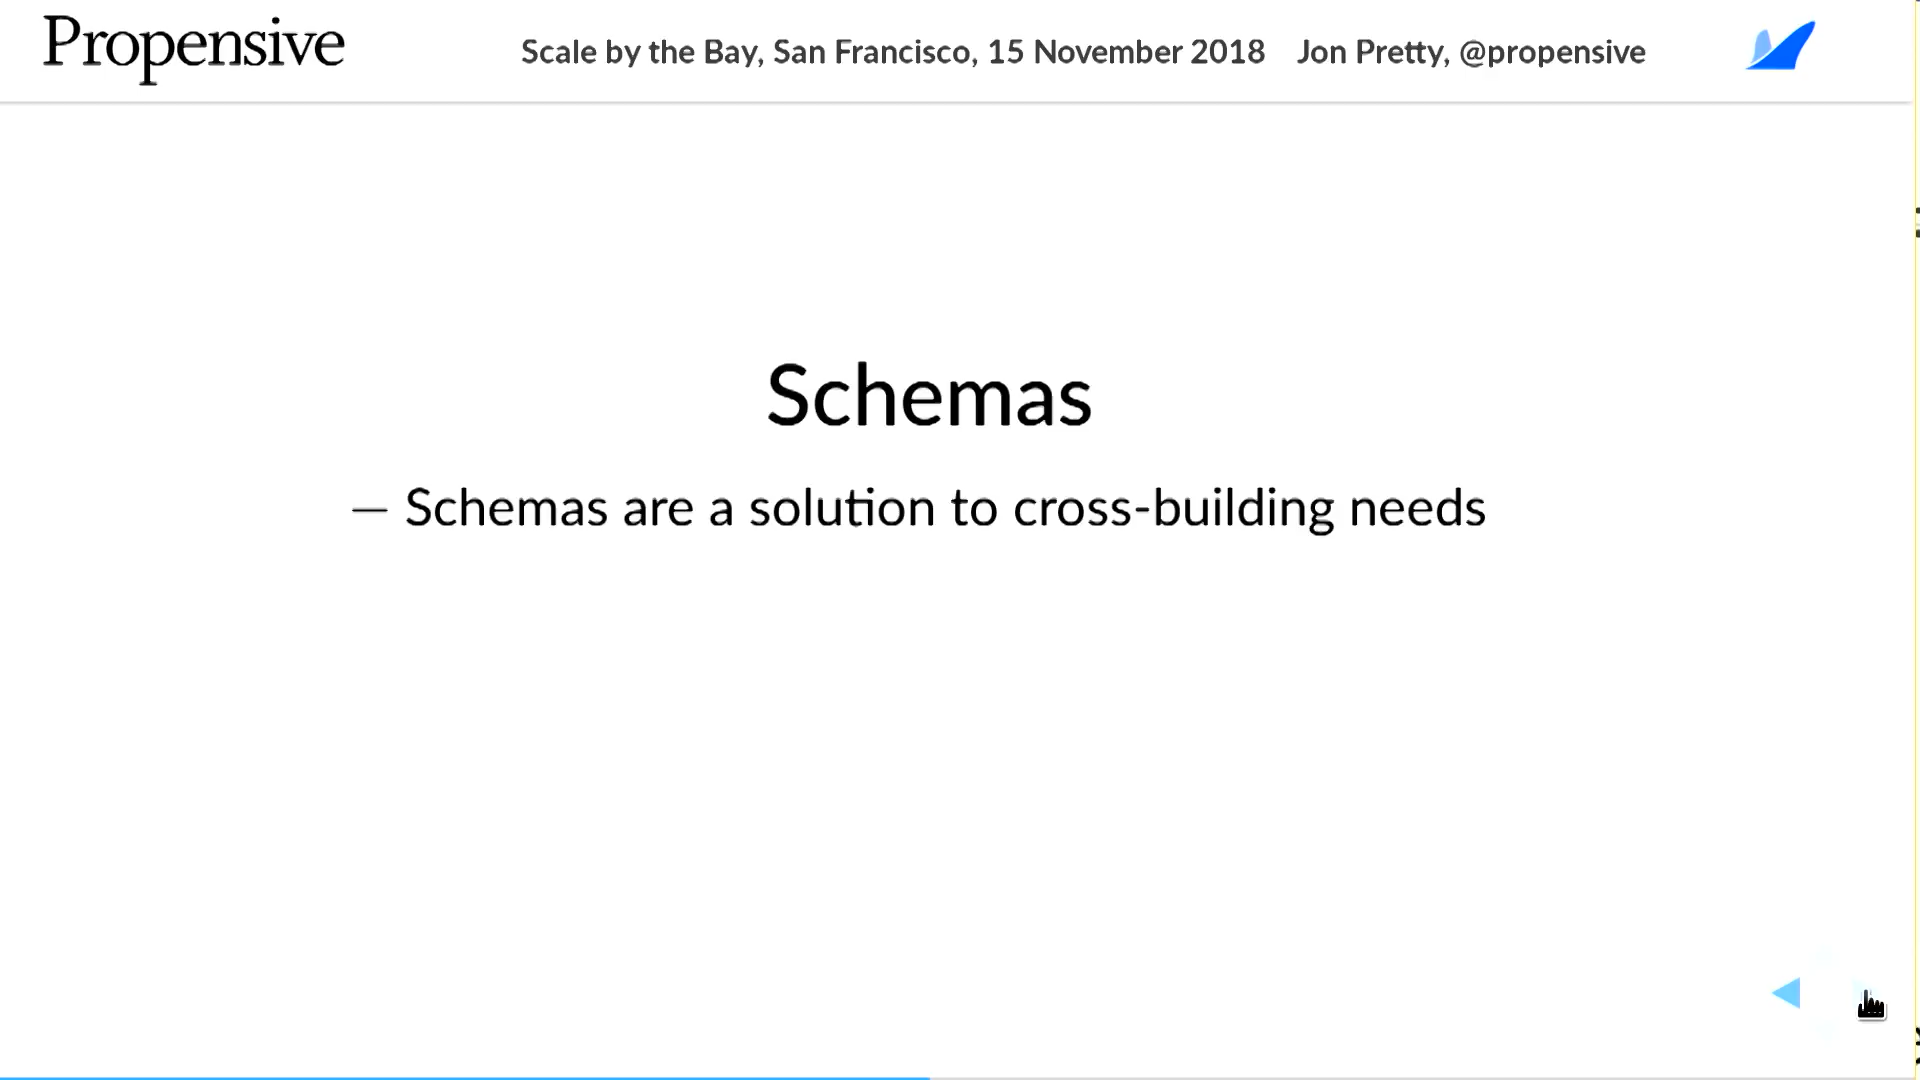 Propensive
Scale by the Bay, San Francisco, 15 November 2018 Jon Pretty, @propensive
Schemas
— Schemas are a solution to cross-building needs